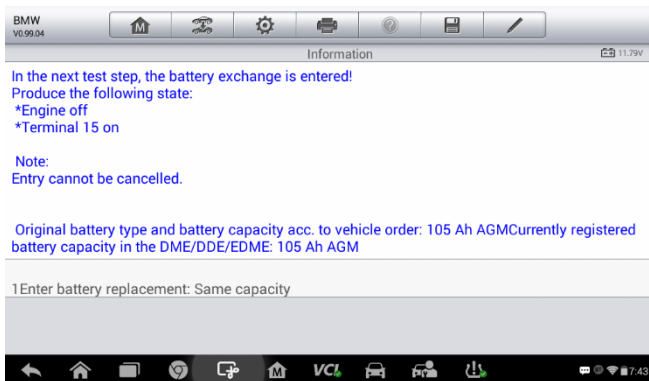 BMW
V0.99.04
M
Information
11.79V
In the next test step, the battery exchange is entered!
Produce the following state:
*Engine off
*Terminal 15 on
Note:
Entry cannot be cancelled.
Original battery type and battery capacity acc. to vehicle order: 105 Ah AGMCurrently registered
battery capacity in the DME/DDE/EDME: 105 Ah AGM
1Enter battery replacement: Same capacity
M
VCI
7:43